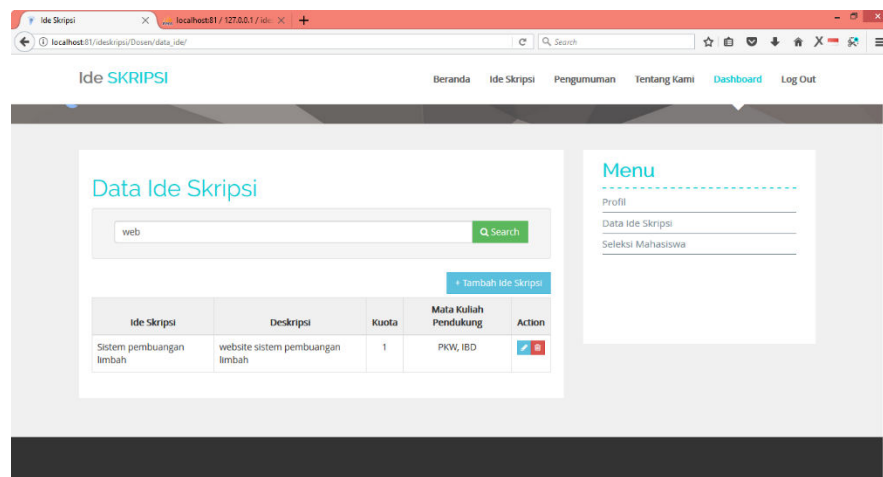 Ide Skripsi
localhost:81 / 127.0.0.1 / ide
localhost:81/ideskripsi/Dosen/data_ide/
Search
Ide SKRIPSI
Beranda Ide Skripsi Pengumuman Tentang Kami Dashboard Log Out
Data Ide Skripsi
web
Search
+ Tambah Ide Skripsi
Ide Skripsi Deskripsi Kuota Mata Kuliah Pendukung Action
Sistem pembuangan limbah website sistem pembuangan limbah 1 PKW, IBD
Menu
Profil
Data Ide Skripsi
Seleksi Mahasiswa